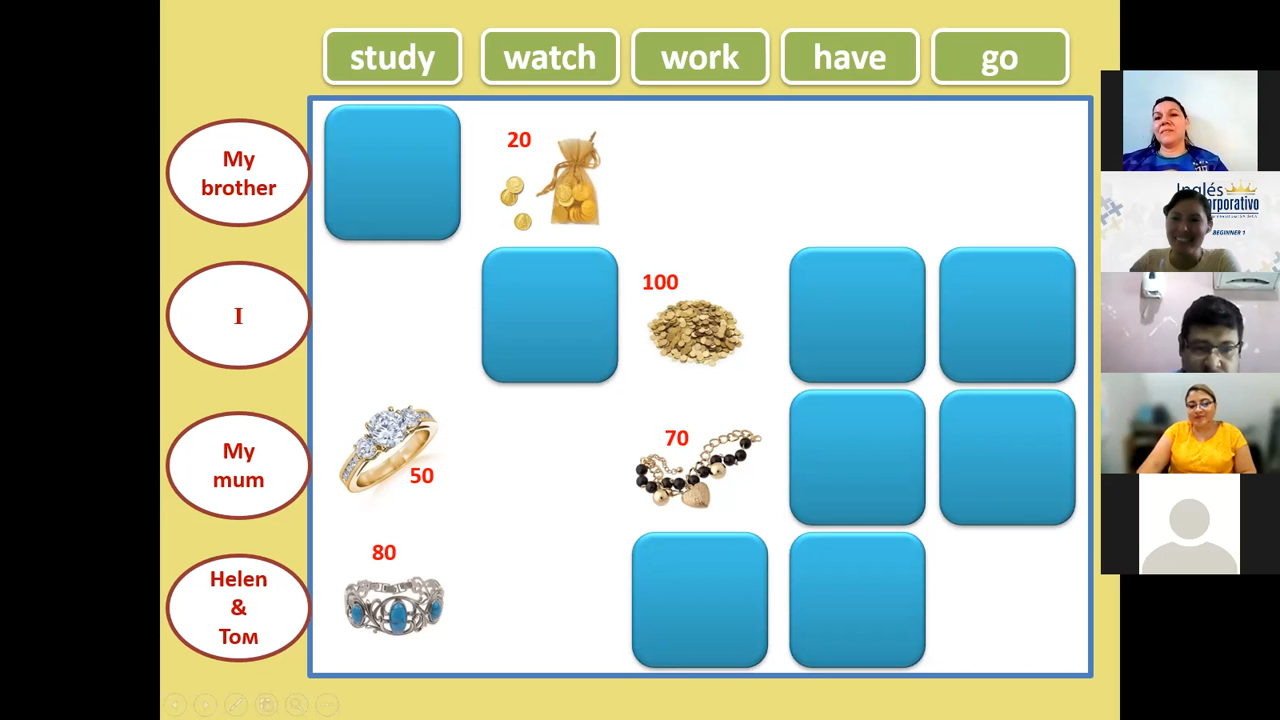 study
watch
work
have
go
My
brother
20
I
100
My
mum
50
70
Helen
&
Tom
80
Inglés
orporativo
BEGINNER 1